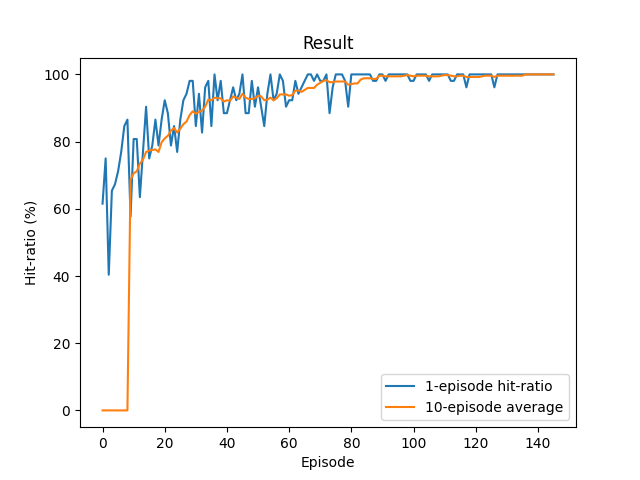 Result
Hit-ratio (%)
100
80
60
40
20
0
1-episode hit-ratio
10-episode average
0 20 40 60 80 100 120 140
Episode